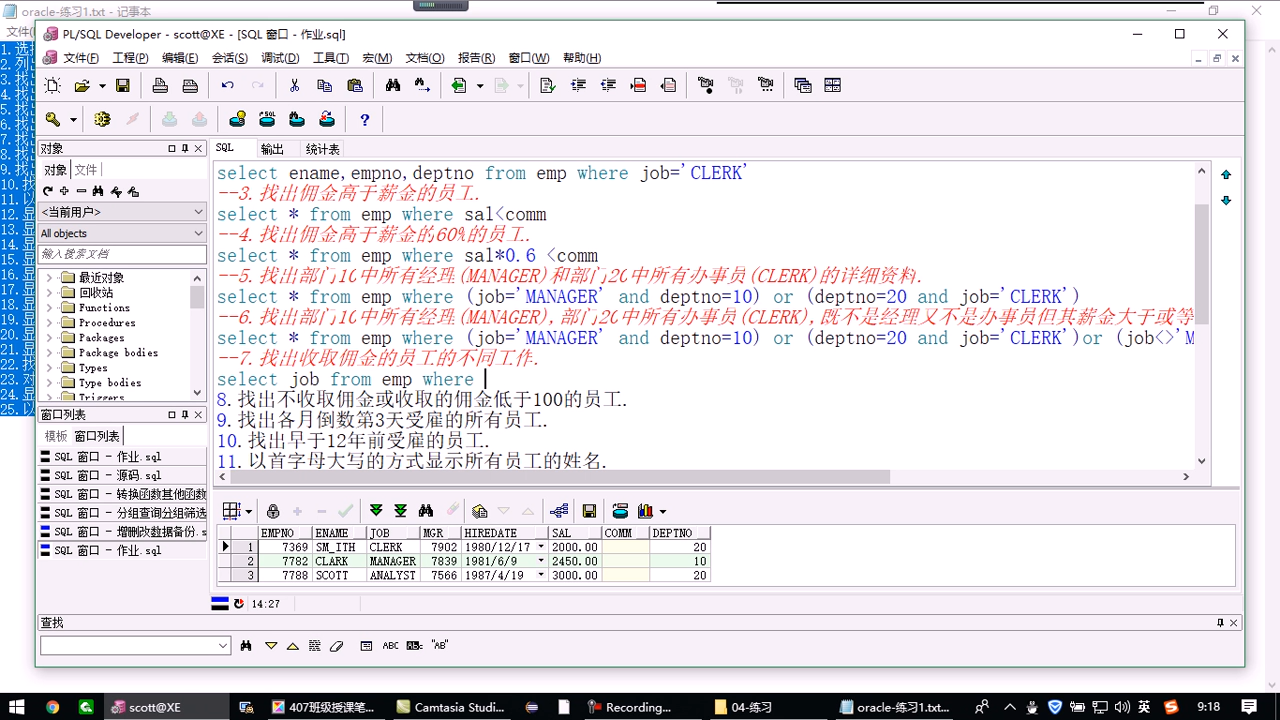 oracle-练习1.txt - 记事本
PL/SQL Developer - scott@XE - [SQL 窗口 - 作业.sql]
文件(F) 工程(P) 编辑(E) 会话(S) 调试(D) 工具(T) 宏(M) 文档(O) 报告(R) 窗口(W) 帮助(H)
对象
对象 文件
<当前用户>
All objects
输入搜索文本
最近对象
回收站
Functions
Procedures
Packages
Package bodies
Types
Type bodies
Triggers
窗口列表
模板 窗口列表
SQL 窗口 - 作业.sql
SQL 窗口 - 源码.sql
SQL 窗口 - 转换函数其他函数
SQL 窗口 - 分组查询分组筛选
SQL 窗口 - 增删改数据备份.s
SQL 窗口 - 作业.sql
SQL 输出 统计表
select ename,empno,deptno from emp where job='CLERK'
--3.找出佣金高于薪金的员工.
select * from emp where sal<comm
--4.找出佣金高于薪金的60%的员工.
select * from emp where sal*0.6 <comm
--5.找出部门10中所有经理(MANAGER)和部门20中所有办事员(CLERK)的详细资料.
select * from emp where (job='MANAGER' and deptno=10) or (deptno=20 and job='CLERK')
--6.找出部门10中所有经理(MANAGER),部门20中所有办事员(CLERK),既不是经理又不是办事员但其薪金大于或等
select * from emp where (job='MANAGER' and deptno=10) or (deptno=20 and job='CLERK')or (job<>'M
--7.找出收取佣金的员工的不同工作.
select job from emp where
8.找出不收取佣金或收取的佣金低于100的员工.
9.找出各月倒数第3天受雇的所有员工.
10.找出早于12年前受雇的员工.
11.以首字母大写的方式显示所有员工的姓名.
EMPNO ENAME JOB MGR HIREDATE SAL COMM DEPTNO
1 7369 SM_ITH CLERK 7902 1980/12/17 2000.00 20
2 7782 CLARK MANAGER 7839 1981/6/9 2450.00 10
3 7788 SCOTT ANALYST 7566 1987/4/19 3000.00 20
14:27
查找
ABC "AB"
scott@XE 407班级授课笔... Camtasia Studi... Recording... 04-练习 oracle-练习1.txt... 英 9:18